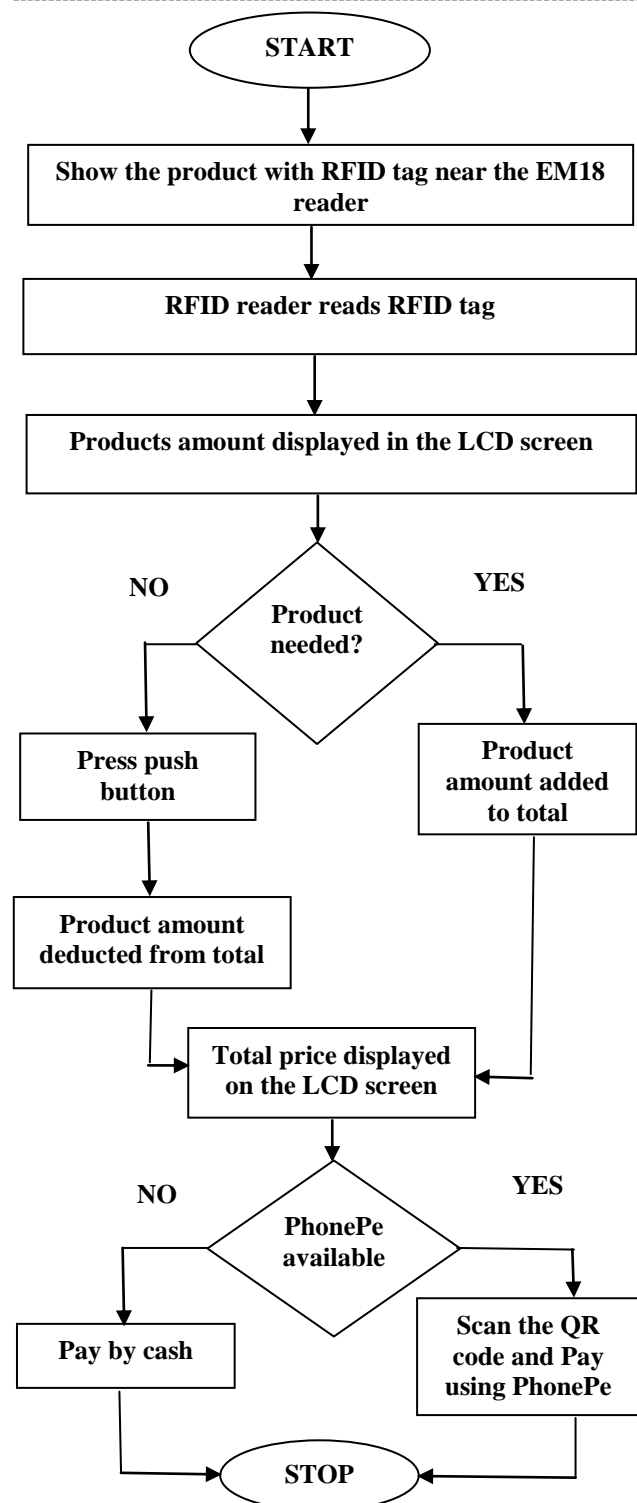 START
Show the product with RFID tag near the EM18
reader
RFID reader reads RFID tag
Products amount displayed in the LCD screen
NO
YES
Product
needed?
Press push
button
Product
amount added
to total
Product amount
deducted from total
Total price displayed
on the LCD screen
NO
YES
PhonePe
available
Pay by cash
Scan the QR
code and Pay
using PhonePe
STOP